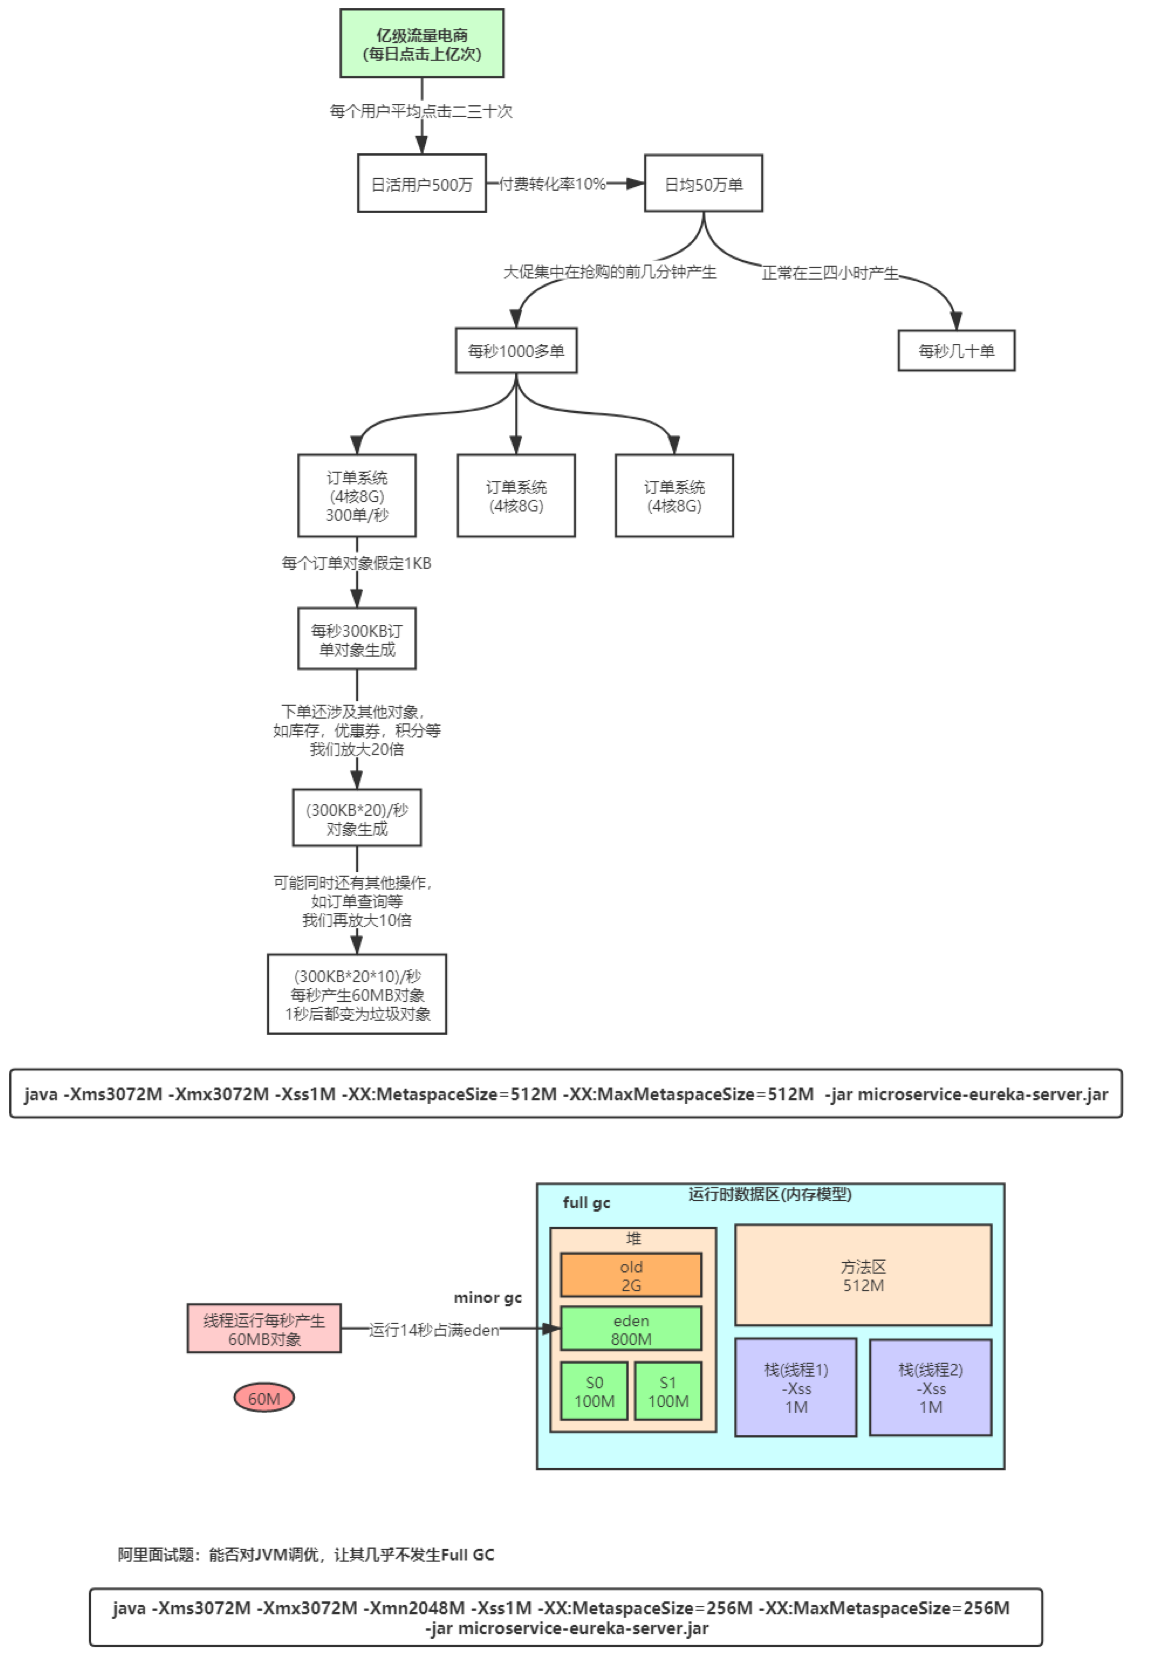 亿级流量电商
(每日点击上亿次)
每个用户平均点击二三十次
日活用户500万
付费转化率10%
日均50万单
大促集中在抢购的前几分钟产生
正常在三四小时产生
每秒1000多单
每秒几十单
订单系统
(4核8G)
300单/秒
订单系统
(4核8G)
订单系统
(4核8G)
每个订单对象假定1KB
每秒300KB订
单对象生成
下单还涉及其他对象，
如库存，优惠券，积分等
我们放大20倍
(300KB*20)/秒
对象生成
可能同时还有其他操作，
如订单查询等
我们再放大10倍
(300KB*20*10)/秒
每秒产生60MB对象
1秒后都变为垃圾对象
java -Xms3072M -Xmx3072M -Xss1M -XX:MetaspaceSize=512M -XX:MaxMetaspaceSize=512M -jar microservice-eureka-server.jar
运行时数据区(内存模型)
full gc
堆
old
2G
minor gc
eden
800M
S0
100M
S1
100M
方法区
512M
栈(线程1)
-Xss
1M
栈(线程2)
-Xss
1M
线程运行每秒产生
60MB对象
运行14秒占满eden
60M
阿里面试题：能否对JVM调优，让其几乎不发生Full GC
java -Xms3072M -Xmx3072M -Xmn2048M -Xss1M -XX:MetaspaceSize=256M -XX:MaxMetaspaceSize=256M
-jar microservice-eureka-server.jar